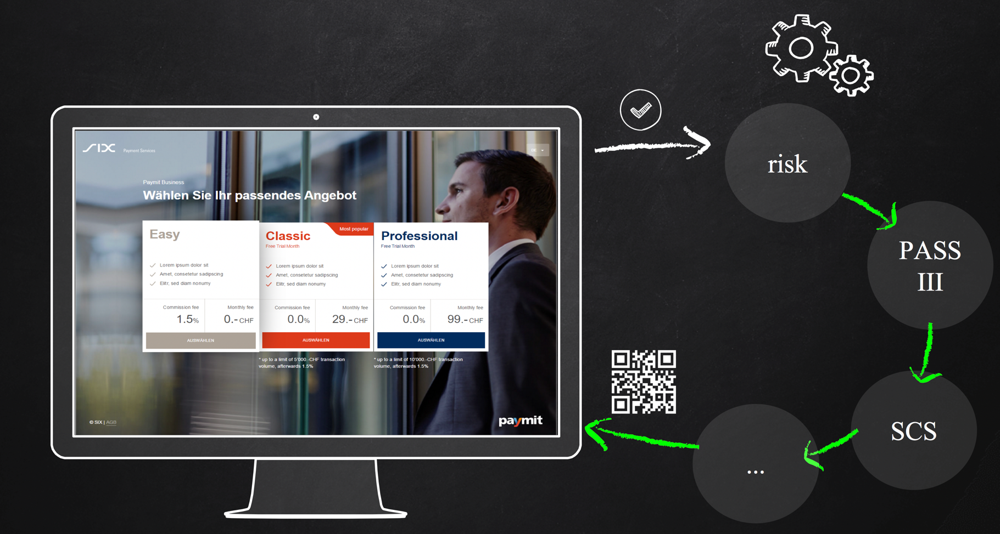 SIX Payment Services
DE
Paymit Business
Wählen Sie Ihr passendes Angebot
Easy
Lorem ipsum dolor sit
Amet, consetetur sadipscing
Elitr, sed diam nonumy
Commission fee
1.5%
Monthly fee
0.- CHF
AUSWÄHLEN
Most popular
Classic
Free Trial Month
Lorem ipsum dolor sit
Amet, consetetur sadipscing
Elitr, sed diam nonumy
Commission fee
0.0%
Monthly fee
29.- CHF
AUSWÄHLEN
* up to a limit of 5'000.-CHF transaction
volume, afterwards 1.5%
Professional
Free Trial Month
Lorem ipsum dolor sit
Amet, consetetur sadipscing
Elitr, sed diam nonumy
Commission fee
0.0%
Monthly fee
99.- CHF
AUSWÄHLEN
* up to a limit of 10'000.-CHF transaction
volume, afterwards 1.5%
© SIX | AGB
paymit
risk
PASS
III
SCS
...